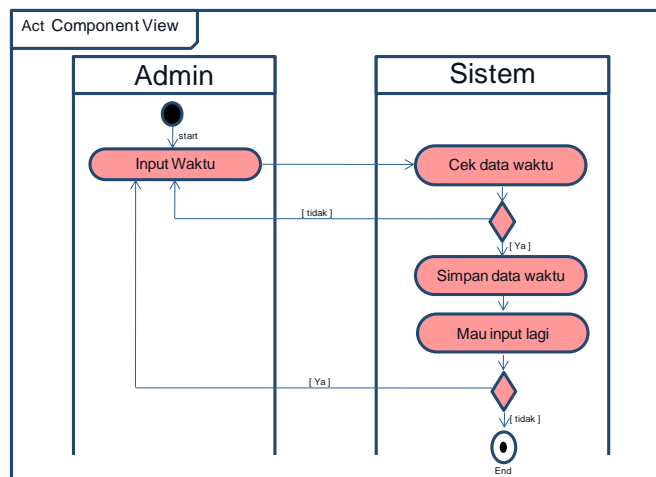 Act Component View
Admin
Sistem
start
Input Waktu
Cek data waktu
[ tidak ]
[ Ya ]
Simpan data waktu
Mau input lagi
[ Ya ]
[ tidak ]
End